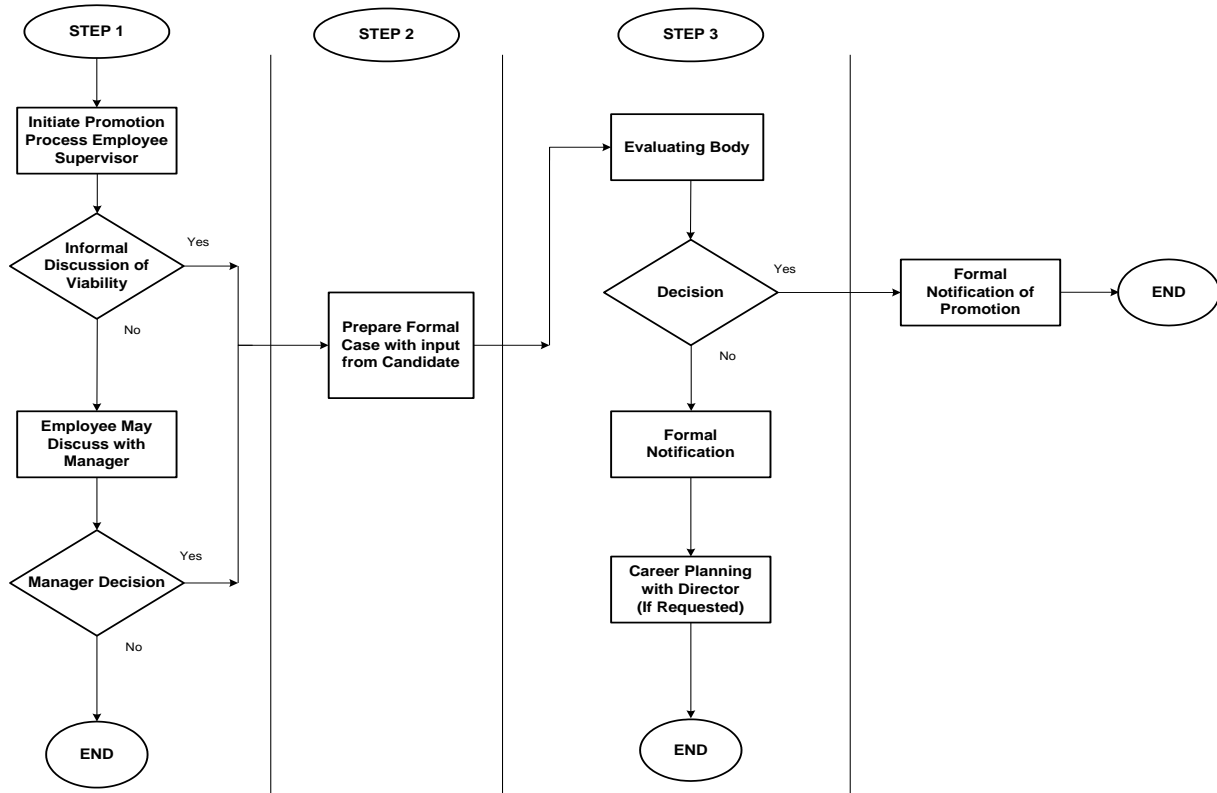 STEP 1
STEP 2
STEP 3
Initiate Promotion
Process Employee
Supervisor
Informal
Discussion of
Viability
Yes
No
Employee May
Discuss with
Manager
Manager Decision
Yes
No
END
Prepare Formal
Case with input
from Candidate
Evaluating Body
Decision
Yes
No
Formal
Notification
Career Planning
with Director
(If Requested)
END
Formal
Notification of
Promotion
END